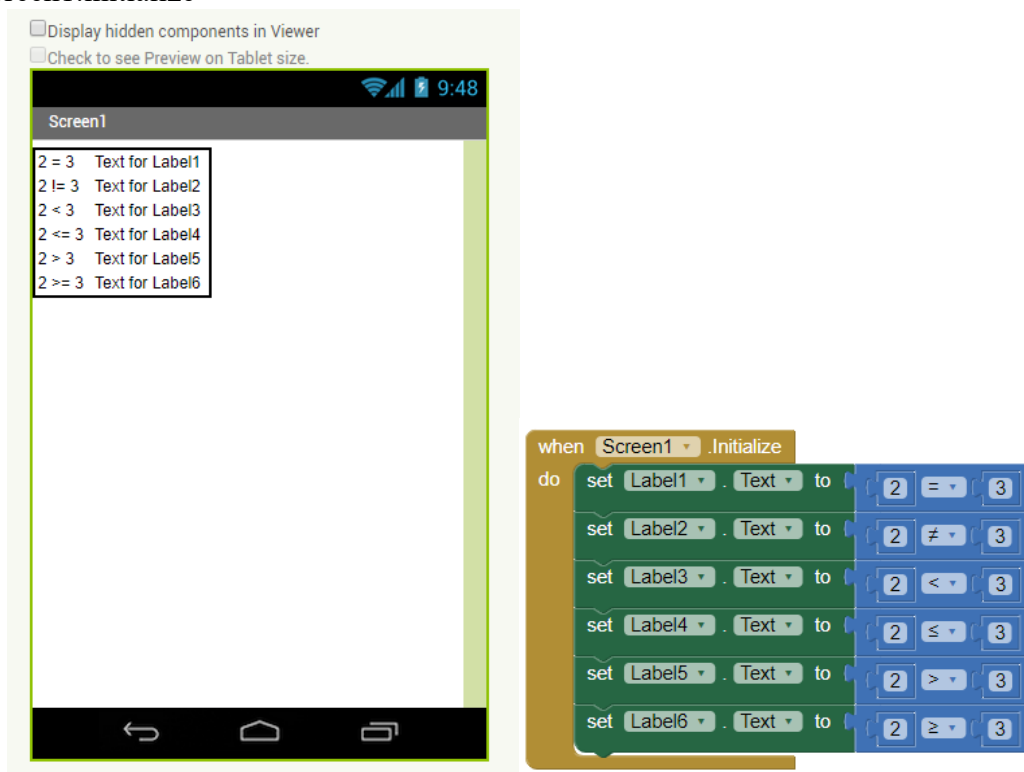 Display hidden components in Viewer
Check to see Preview on Tablet size.
9:48
Screen1
2 = 3 Text for Label1
2 != 3 Text for Label2
2 < 3 Text for Label3
2 <= 3 Text for Label4
2 > 3 Text for Label5
2 >= 3 Text for Label6
when Screen1 .Initialize
do set Label1 . Text to 2 = 3
set Label2 . Text to 2 ≠ 3
set Label3 . Text to 2 < 3
set Label4 . Text to 2 ≤ 3
set Label5 . Text to 2 > 3
set Label6 . Text to 2 ≥ 3